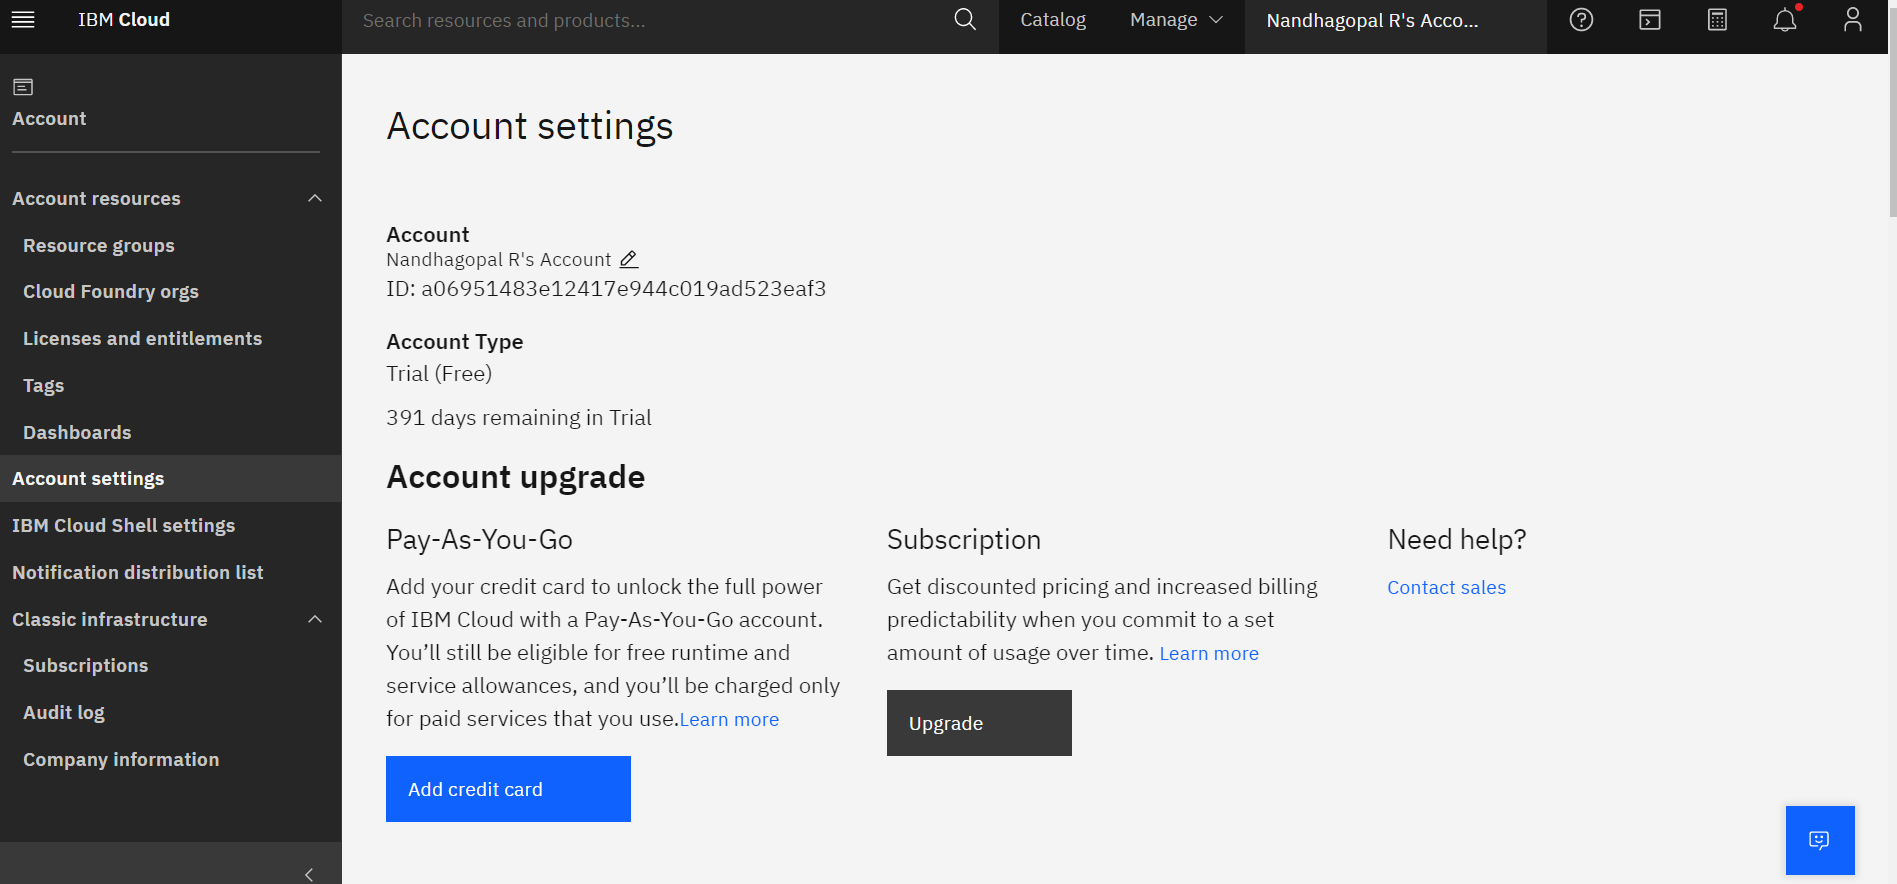 IBM Cloud
Search resources and products...
Catalog
Manage
Nandhagopal R's Acco...
Account
Account resources
Resource groups
Cloud Foundry orgs
Licenses and entitlements
Tags
Dashboards
Account settings
IBM Cloud Shell settings
Notification distribution list
Classic infrastructure
Subscriptions
Audit log
Company information
Account settings
Account
Nandhagopal R's Account
ID: a06951483e12417e944c019ad523eaf3
Account Type
Trial (Free)
391 days remaining in Trial
Account upgrade
Pay-As-You-Go
Add your credit card to unlock the full power
of IBM Cloud with a Pay-As-You-Go account.
You’ll still be eligible for free runtime and
service allowances, and you’ll be charged only
for paid services that you use.Learn more
Add credit card
Subscription
Get discounted pricing and increased billing
predictability when you commit to a set
amount of usage over time. Learn more
Upgrade
Need help?
Contact sales